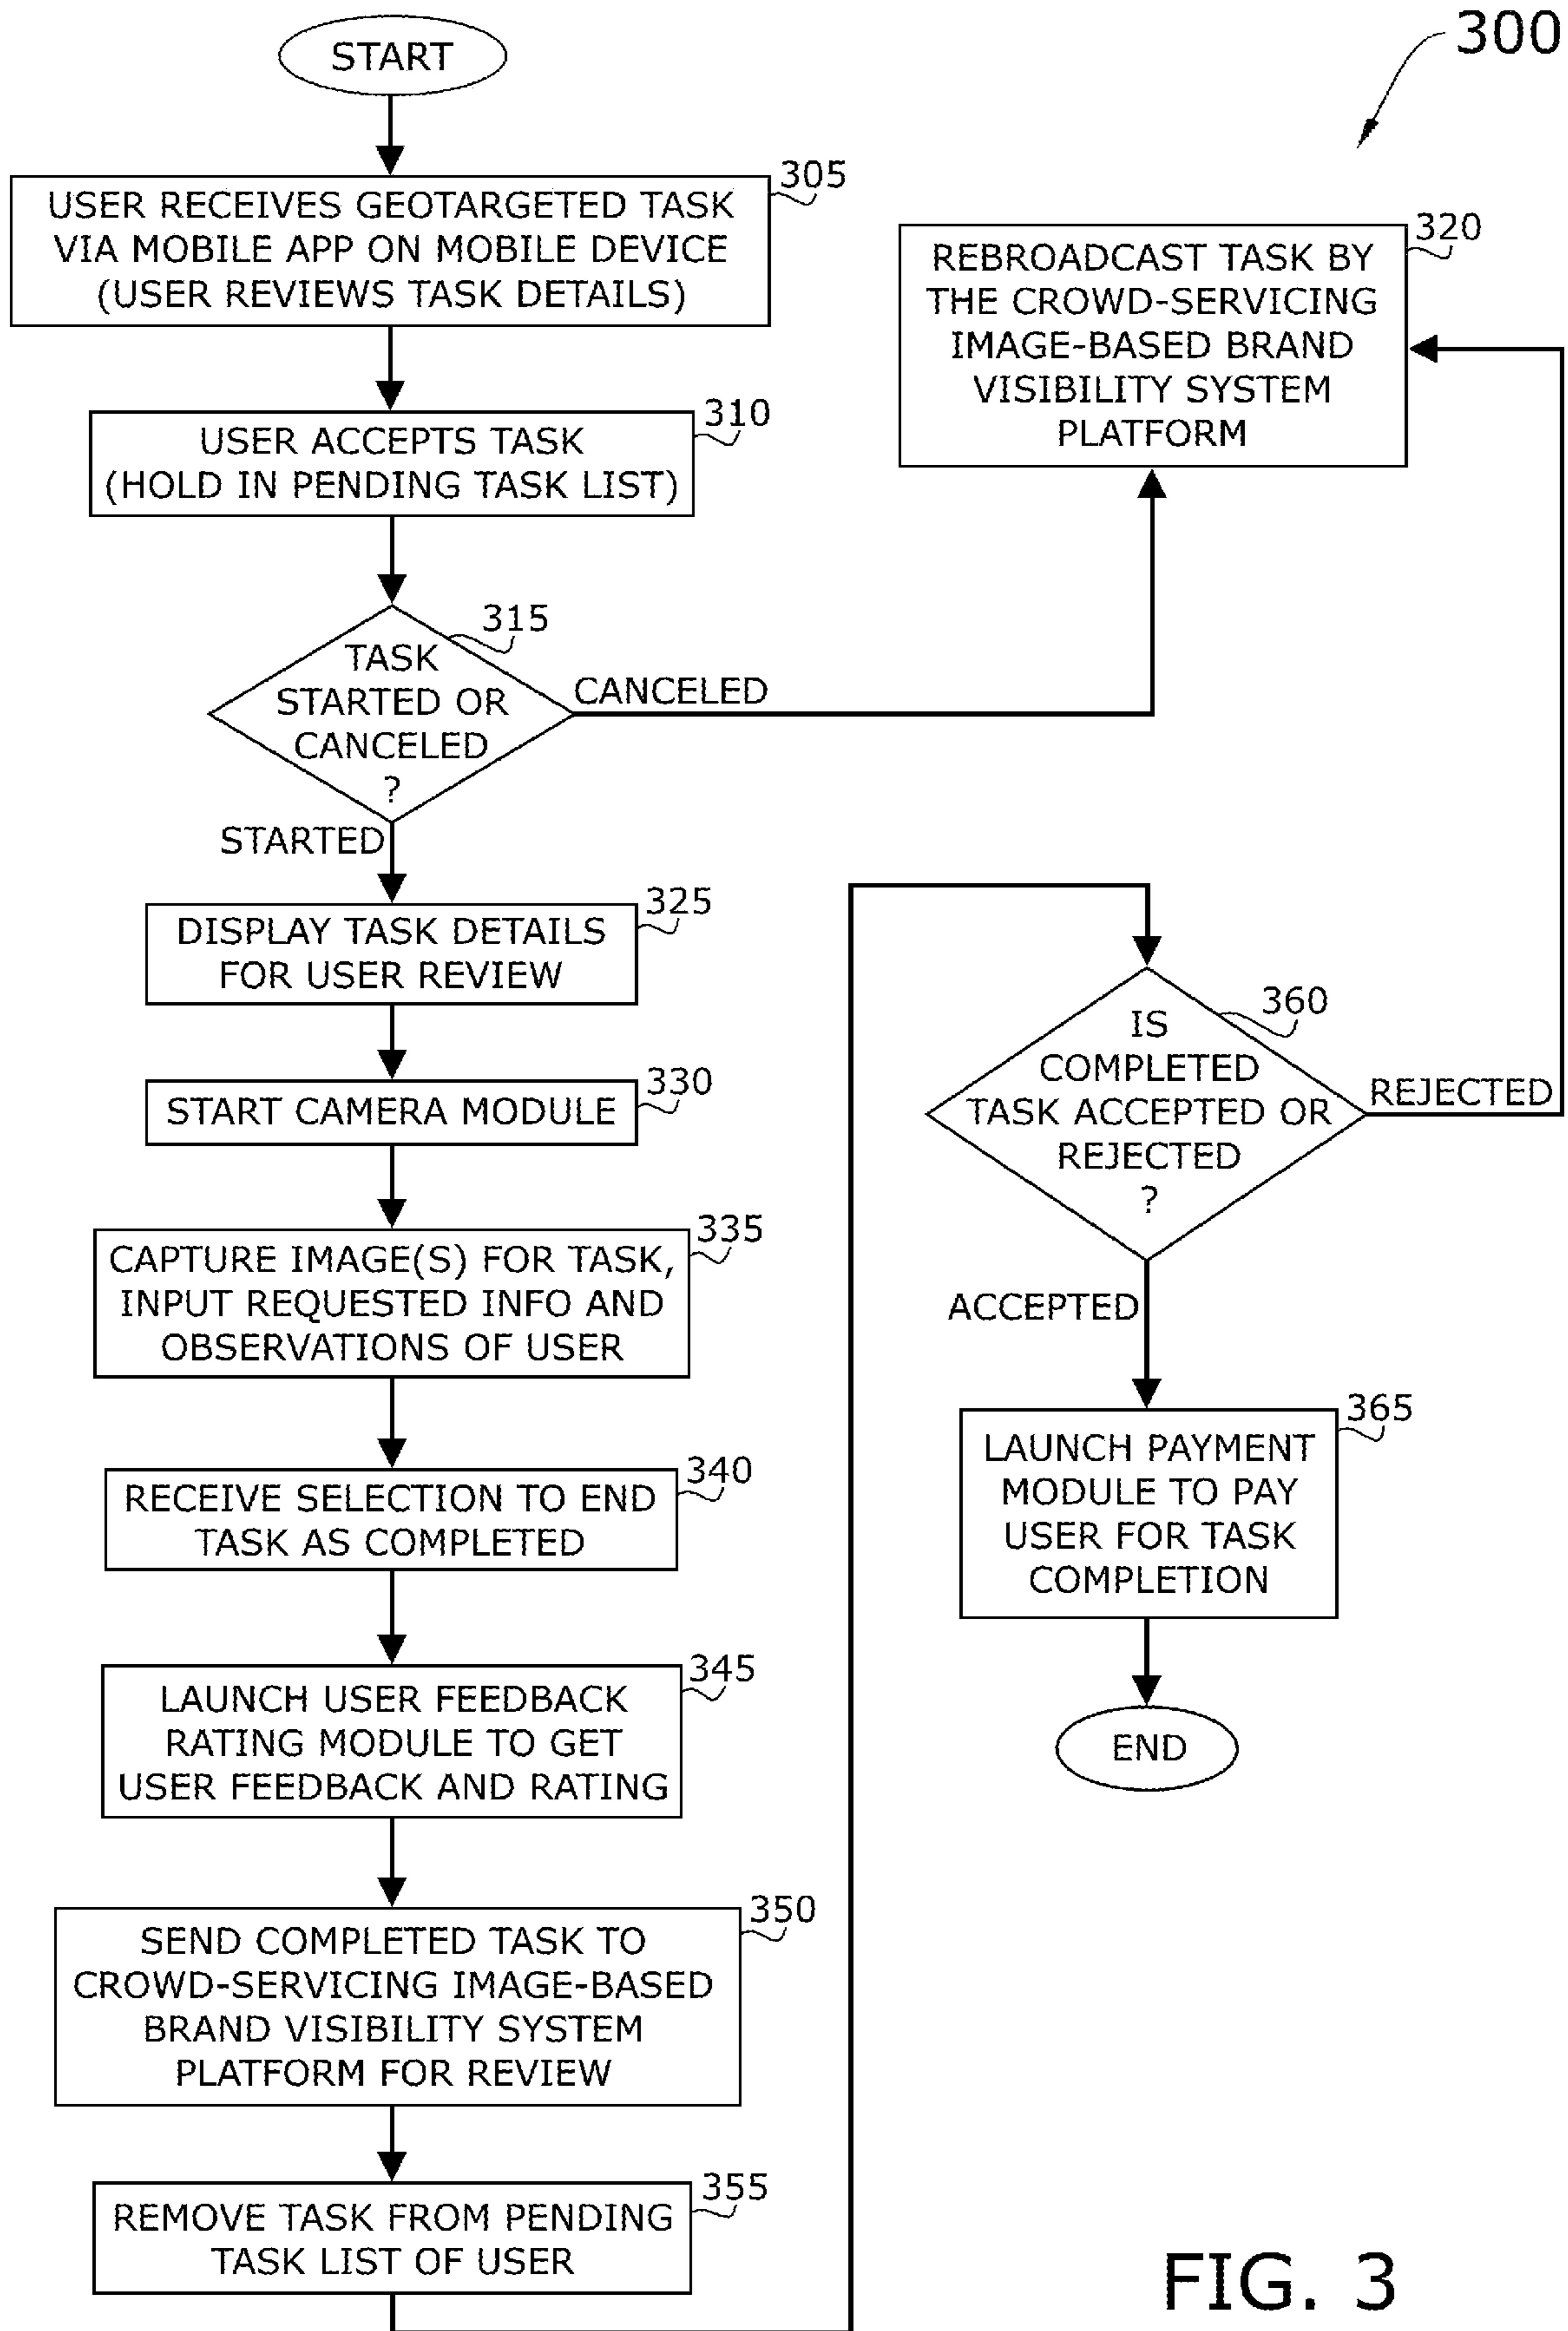 300
START
305
USER RECEIVES GEOTARGETED TASK
VIA MOBILE APP ON MOBILE DEVICE
(USER REVIEWS TASK DETAILS)
310
USER ACCEPTS TASK
(HOLD IN PENDING TASK LIST)
315
TASK
STARTED OR
CANCELED
?
CANCELED
STARTED
320
REBROADCAST TASK BY
THE CROWD-SERVICING
IMAGE-BASED BRAND
VISIBILITY SYSTEM
PLATFORM
325
DISPLAY TASK DETAILS
FOR USER REVIEW
330
START CAMERA MODULE
335
CAPTURE IMAGE(S) FOR TASK,
INPUT REQUESTED INFO AND
OBSERVATIONS OF USER
340
RECEIVE SELECTION TO END
TASK AS COMPLETED
345
LAUNCH USER FEEDBACK
RATING MODULE TO GET
USER FEEDBACK AND RATING
350
SEND COMPLETED TASK TO
CROWD-SERVICING IMAGE-BASED
BRAND VISIBILITY SYSTEM
PLATFORM FOR REVIEW
355
REMOVE TASK FROM PENDING
TASK LIST OF USER
360
IS
COMPLETED
TASK ACCEPTED OR
REJECTED
?
REJECTED
ACCEPTED
365
LAUNCH PAYMENT
MODULE TO PAY
USER FOR TASK
COMPLETION
END
FIG. 3